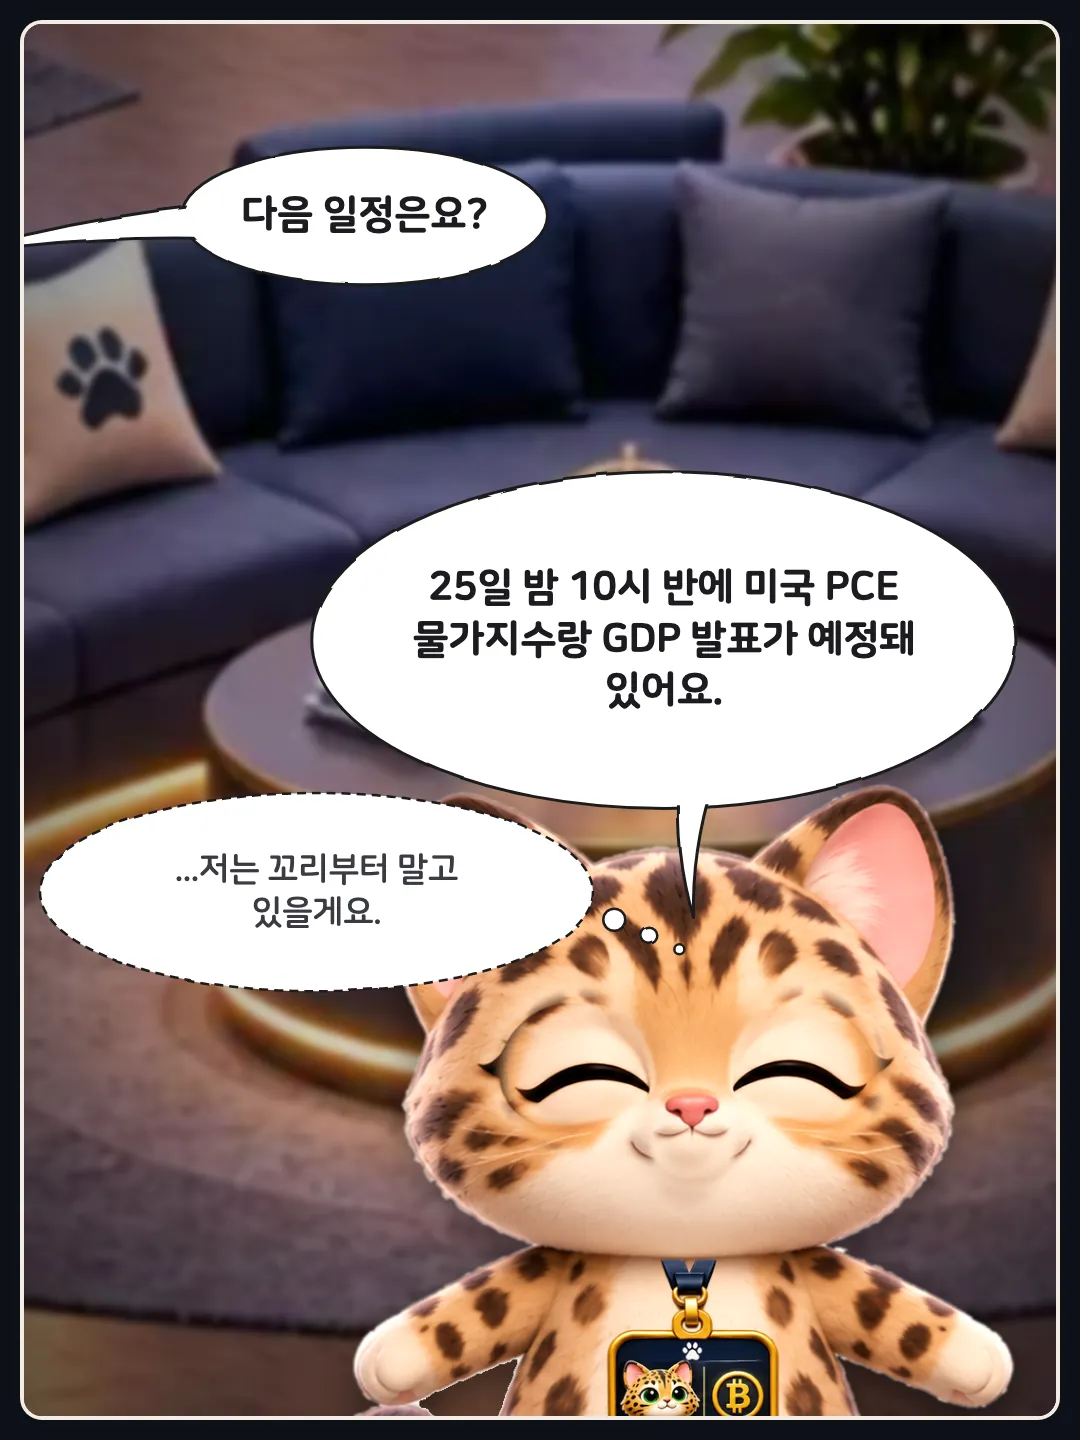 다음 일정은요?
25일 밤 10시 반에 미국 PCE
물가지수랑 GDP 발표가 예정돼
있어요.
...저는 꼬리부터 말고
있을게요.